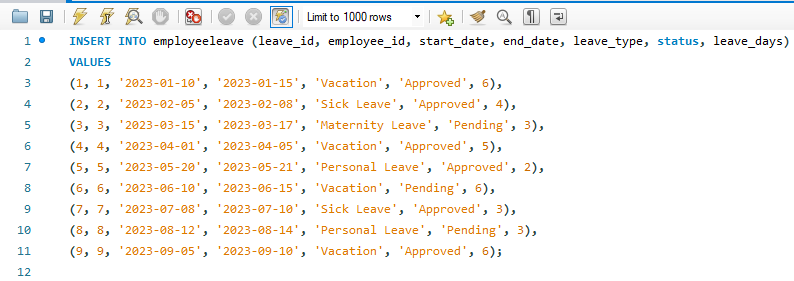 Limit to 1000 rows
1 INSERT INTO employeeleave (leave_id, employee_id, start_date, end_date, leave_type, status, leave_days)
2 VALUES
3 (1, 1, '2023-01-10', '2023-01-15', 'Vacation', 'Approved', 6),
4 (2, 2, '2023-02-05', '2023-02-08', 'Sick Leave', 'Approved', 4),
5 (3, 3, '2023-03-15', '2023-03-17', 'Maternity Leave', 'Pending', 3),
6 (4, 4, '2023-04-01', '2023-04-05', 'Vacation', 'Approved', 5),
7 (5, 5, '2023-05-20', '2023-05-21', 'Personal Leave', 'Approved', 2),
8 (6, 6, '2023-06-10', '2023-06-15', 'Vacation', 'Pending', 6),
9 (7, 7, '2023-07-08', '2023-07-10', 'Sick Leave', 'Approved', 3),
10 (8, 8, '2023-08-12', '2023-08-14', 'Personal Leave', 'Pending', 3),
11 (9, 9, '2023-09-05', '2023-09-10', 'Vacation', 'Approved', 6);
12